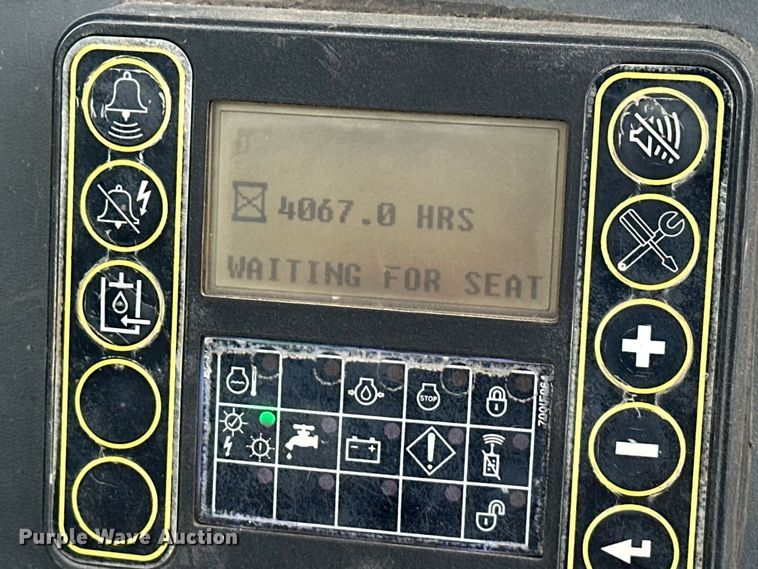 4067.0 HRS
WAITING FOR SEAT
STOP
Purple Wave Auction